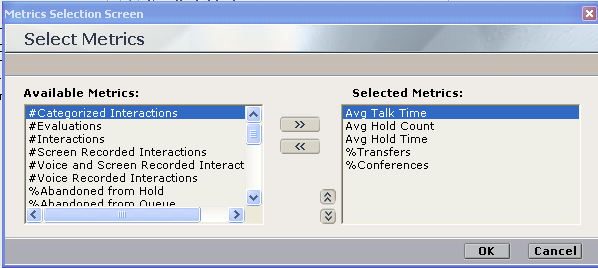 Metrics Selection Screen
Select Metrics
Available Metrics:
#Categorized Interactions
#Evaluations
#Interactions
#Screen Recorded Interactions
#Voice and Screen Recorded Interact
#Voice Recorded Interactions
%Abandoned from Hold
%Abandoned from Queue
>>
<<
Selected Metrics:
Avg Talk Time
Avg Hold Count
Avg Hold Time
%Transfers
%Conferences
OK
Cancel